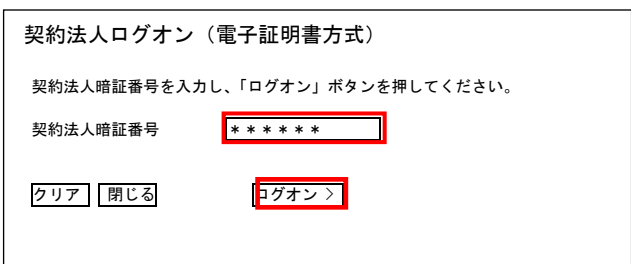 契約法人ログオン（電子証明書方式）
契約法人暗証番号を入力し、「ログオン」ボタンを押してください。
契約法人暗証番号 ******
クリア 閉じる ログオン >